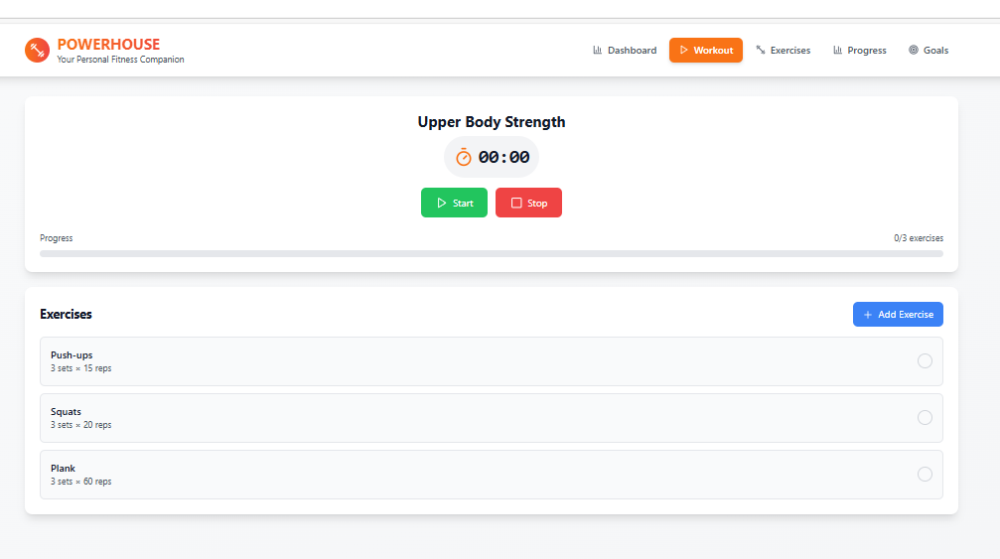 POWERHOUSE
Your Personal Fitness Companion
Dashboard
Workout
Exercises
Progress
Goals
Upper Body Strength
00:00
Start
Stop
Progress
0/3 exercises
Exercises
Add Exercise
Push-ups
3 sets × 15 reps
Squats
3 sets × 20 reps
Plank
3 sets × 60 reps